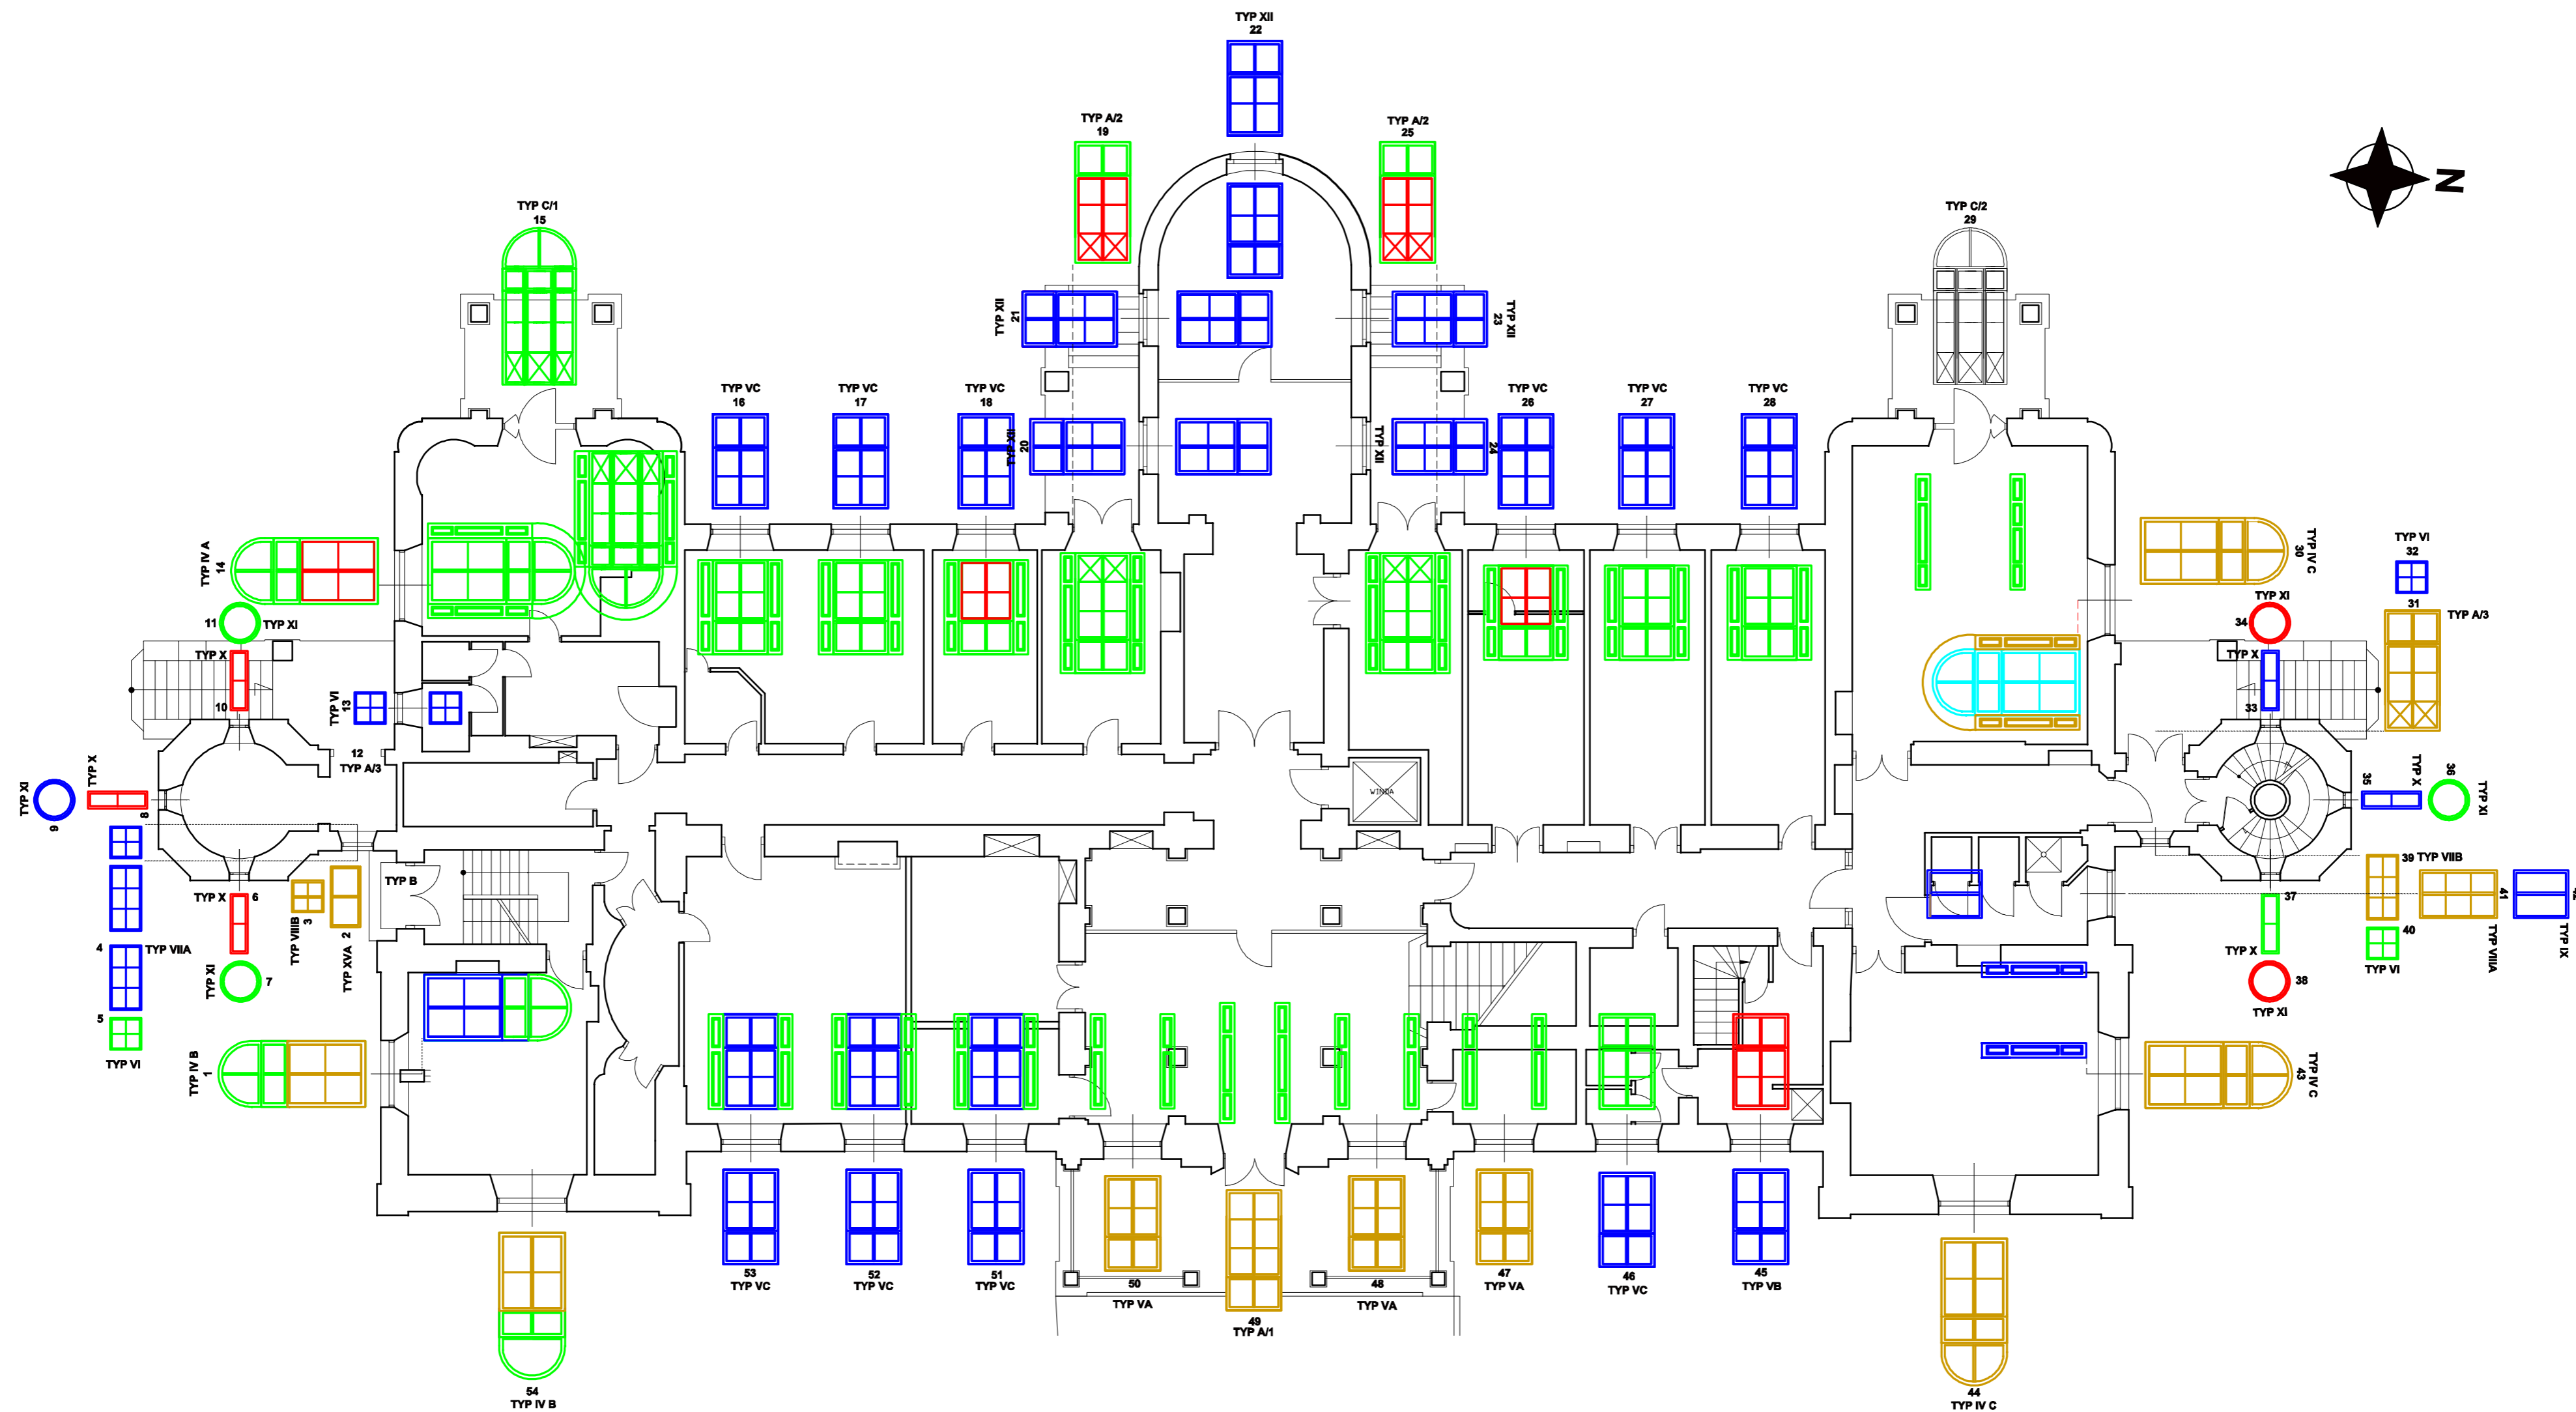 TYP XII
22
TYP A/2
19
TYP A/2
25
N
TYP C/1
15
TYP C/2
29
TYP XII
21
23
TYP XII
TYP VC
16
TYP VC
17
TYP VC
18
TYP XII
20
TYP XII
24
TYP VC
26
TYP VC
27
TYP VC
28
TYP IV A
14
TYP IV C
30
TYP VI
32
11
TYP XI
TYP XI
34
31
TYP A/3
TYP X
10
TYP X
33
TYP VI
13
12
TYP A/3
TYP XI
9
TYP X
8
WINDA
35
TYP X
36
TYP XI
TYP B
TYP X
6
TYP VIIIB
3
TYP XVA
2
39
TYP VIIB
37
TYP X
41
TYP VIIA
TYP IX
40
TYP VI
4
TYP VIIA
TYP XI
7
38
TYP XI
5
TYP VI
TYP IV B
1
TYP IV C
43
53
TYP VC
52
TYP VC
51
TYP VC
50
TYP VA
49
TYP A/1
48
TYP VA
47
TYP VA
46
TYP VC
45
TYP VB
54
TYP IV B
44
TYP IV C